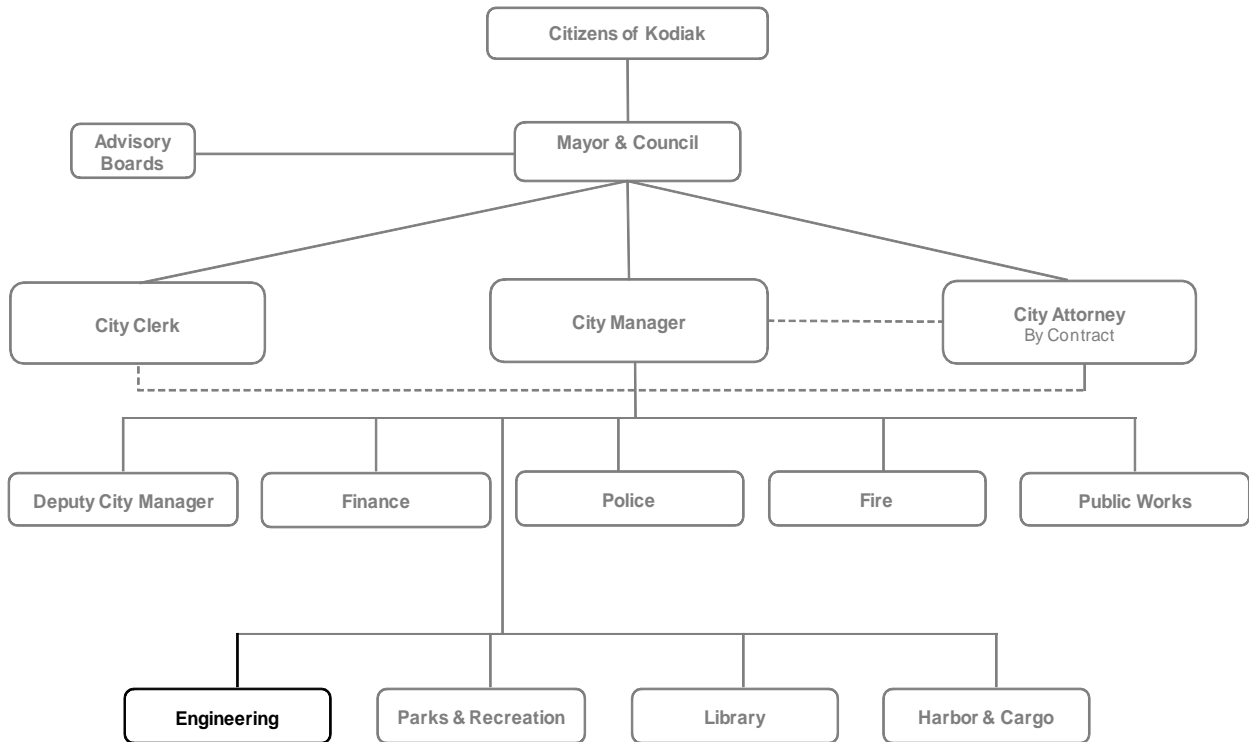 Citizens of Kodiak
Advisory
Boards
Mayor & Council
City Clerk
City Manager
City Attorney
By Contract
Deputy City Manager
Finance
Police
Fire
Public Works
Engineering
Parks & Recreation
Library
Harbor & Cargo